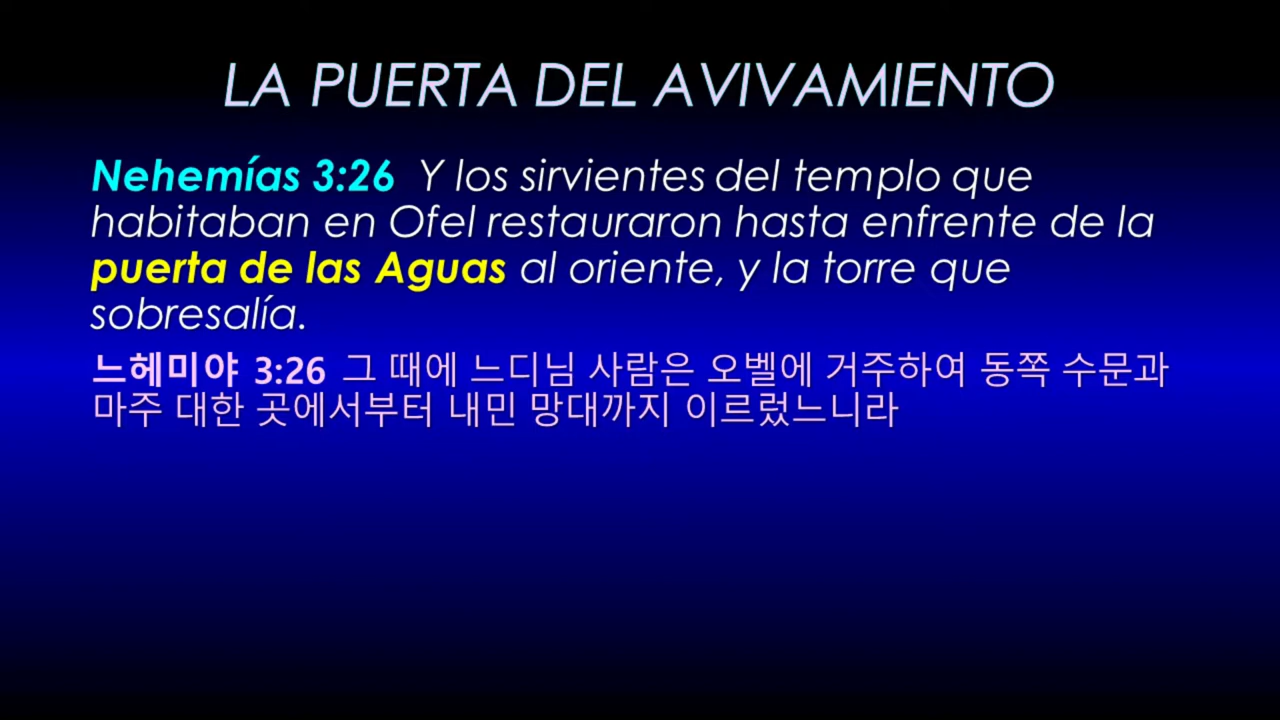 LA PUERTA DEL AVIVAMIENTO
Nehemías 3:26 Y los sirvientes del templo que
habitaban en Ofel restauraron hasta enfrente de la
puerta de las Aguas al oriente, y la torre que
sobresalía.
느헤미야 3:26 그 때에 느디님 사람은 오벨에 거주하여 동쪽 수문과
마주 대한 곳에서부터 내민 망대까지 이르렀느니라